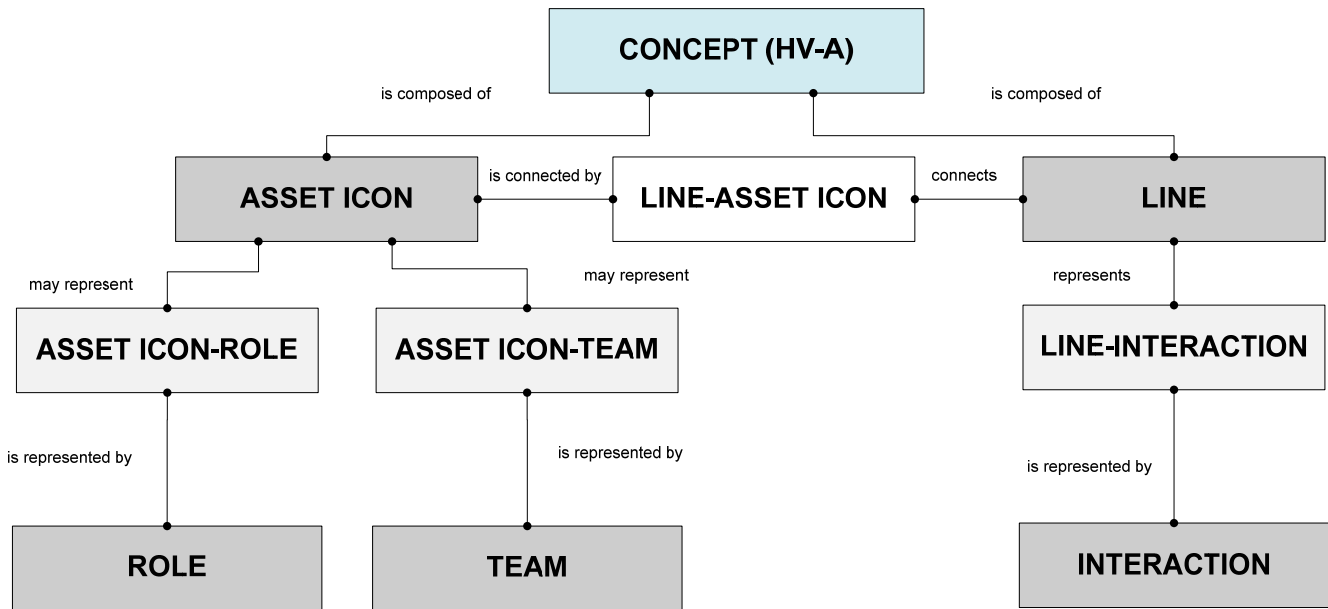 CONCEPT (HV-A)
is composed of
is composed of
ASSET ICON
is connected by
LINE-ASSET ICON
connects
LINE
may represent
may represent
represents
ASSET ICON-ROLE
ASSET ICON-TEAM
LINE-INTERACTION
is represented by
is represented by
is represented by
ROLE
TEAM
INTERACTION